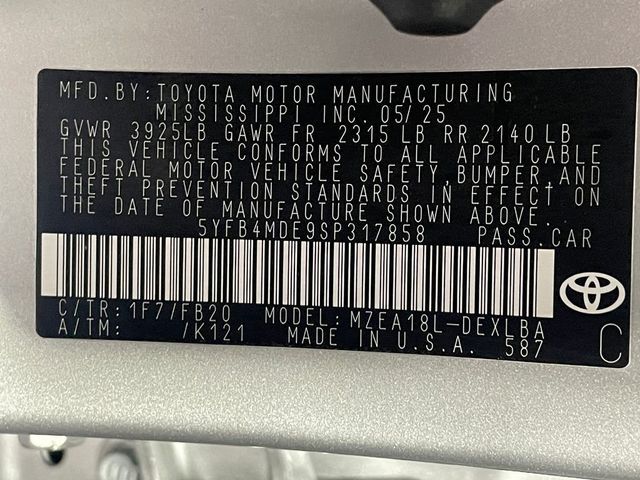 MFD.BY: TOYOTA MOTOR MANUFACTURING
MISSISSIPPI INC. 05/25
GVWR 3925LB GAWR FR 2315 LB RR 2140 LB
THIS VEHICLE CONFORMS TO ALL APPLICABLE
FEDERAL MOTOR VEHICLE SAFETY, BUMPER, AND
THEFT PREVENTION STANDARDS IN EFFECT ON
THE DATE OF MANUFACTURE SHOWN ABOVE.
5YFB4MDE9SP317858 PASS.CAR
C/TR: 1F7/FB20 MODEL: MZEA18L-DEXLBA
A/TM: /K121 MADE IN U.S.A. 587
C